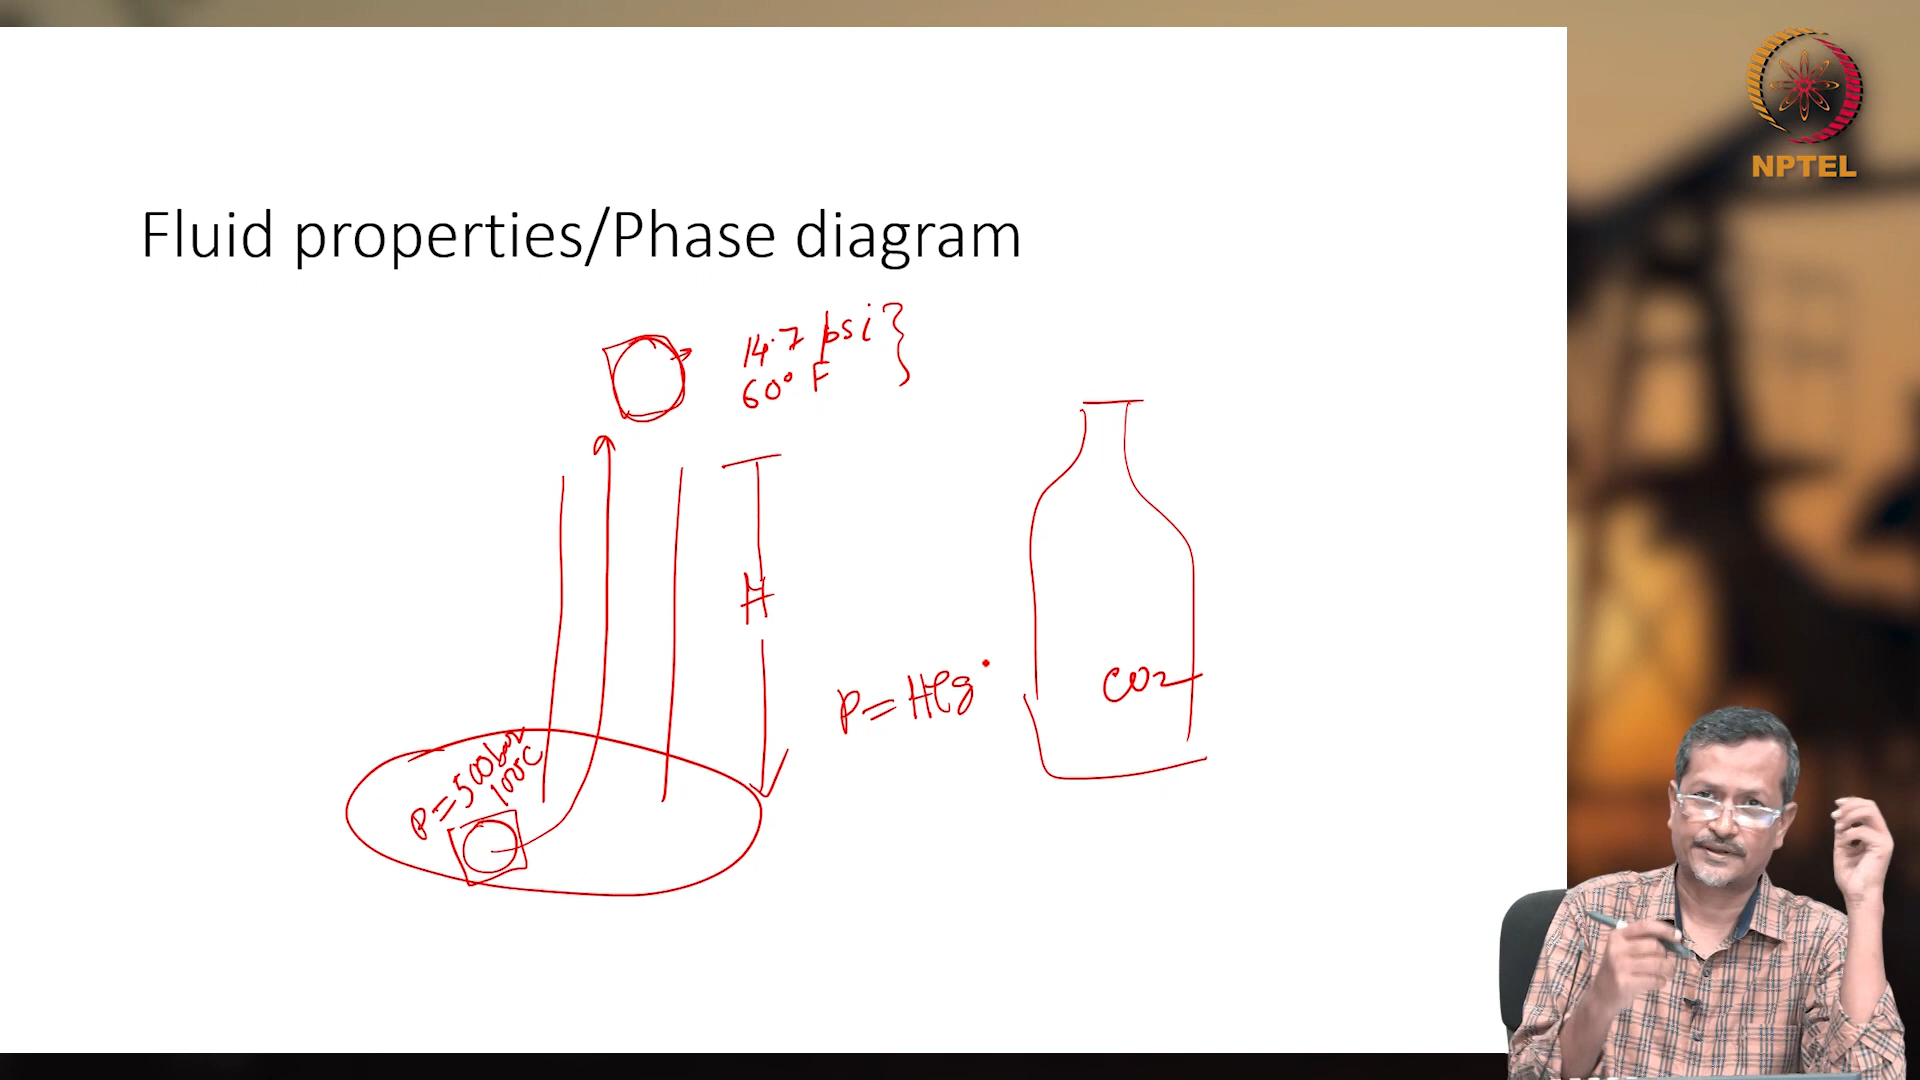 NPTEL
Fluid properties/Phase diagram
14.7 psi
60° F
H
P = Hρg
CO2
P = 500 bar
100°C